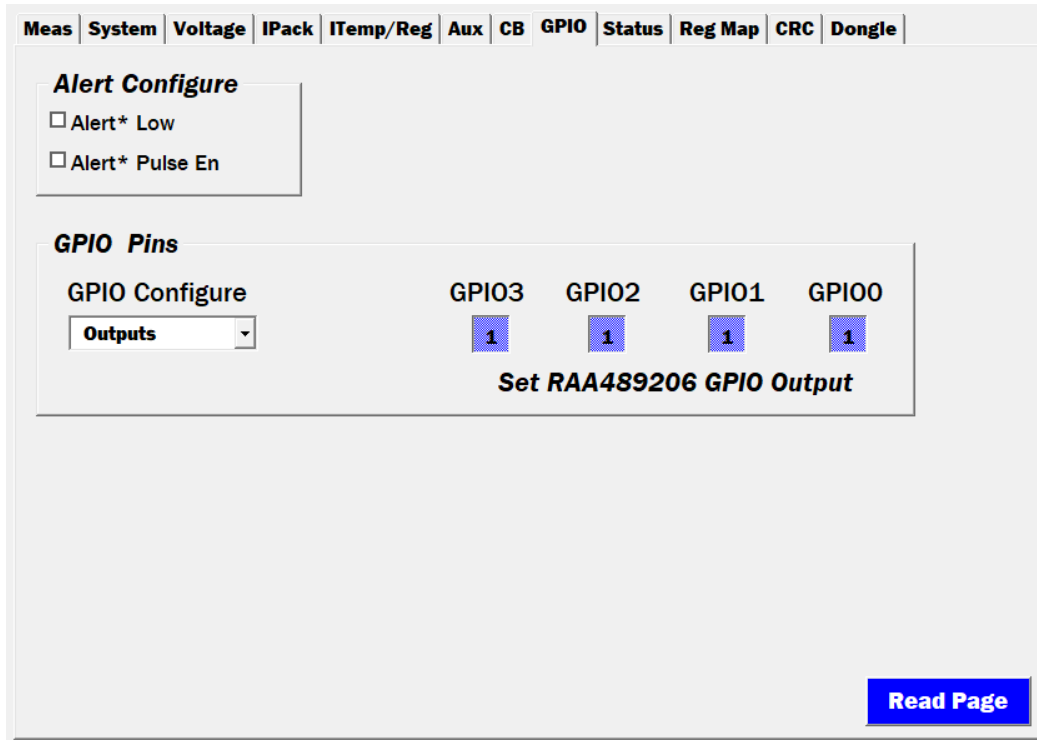 Meas System Voltage IPack ITemp/Reg Aux CB GPIO Status Reg Map CRC Dongle
Alert Configure
Alert* Low
Alert* Pulse En
GPIO Pins
GPIO Configure GPIO3 GPIO2 GPIO1 GPIO0
Outputs 1 1 1 1
Set RAA489206 GPIO Output
Read Page